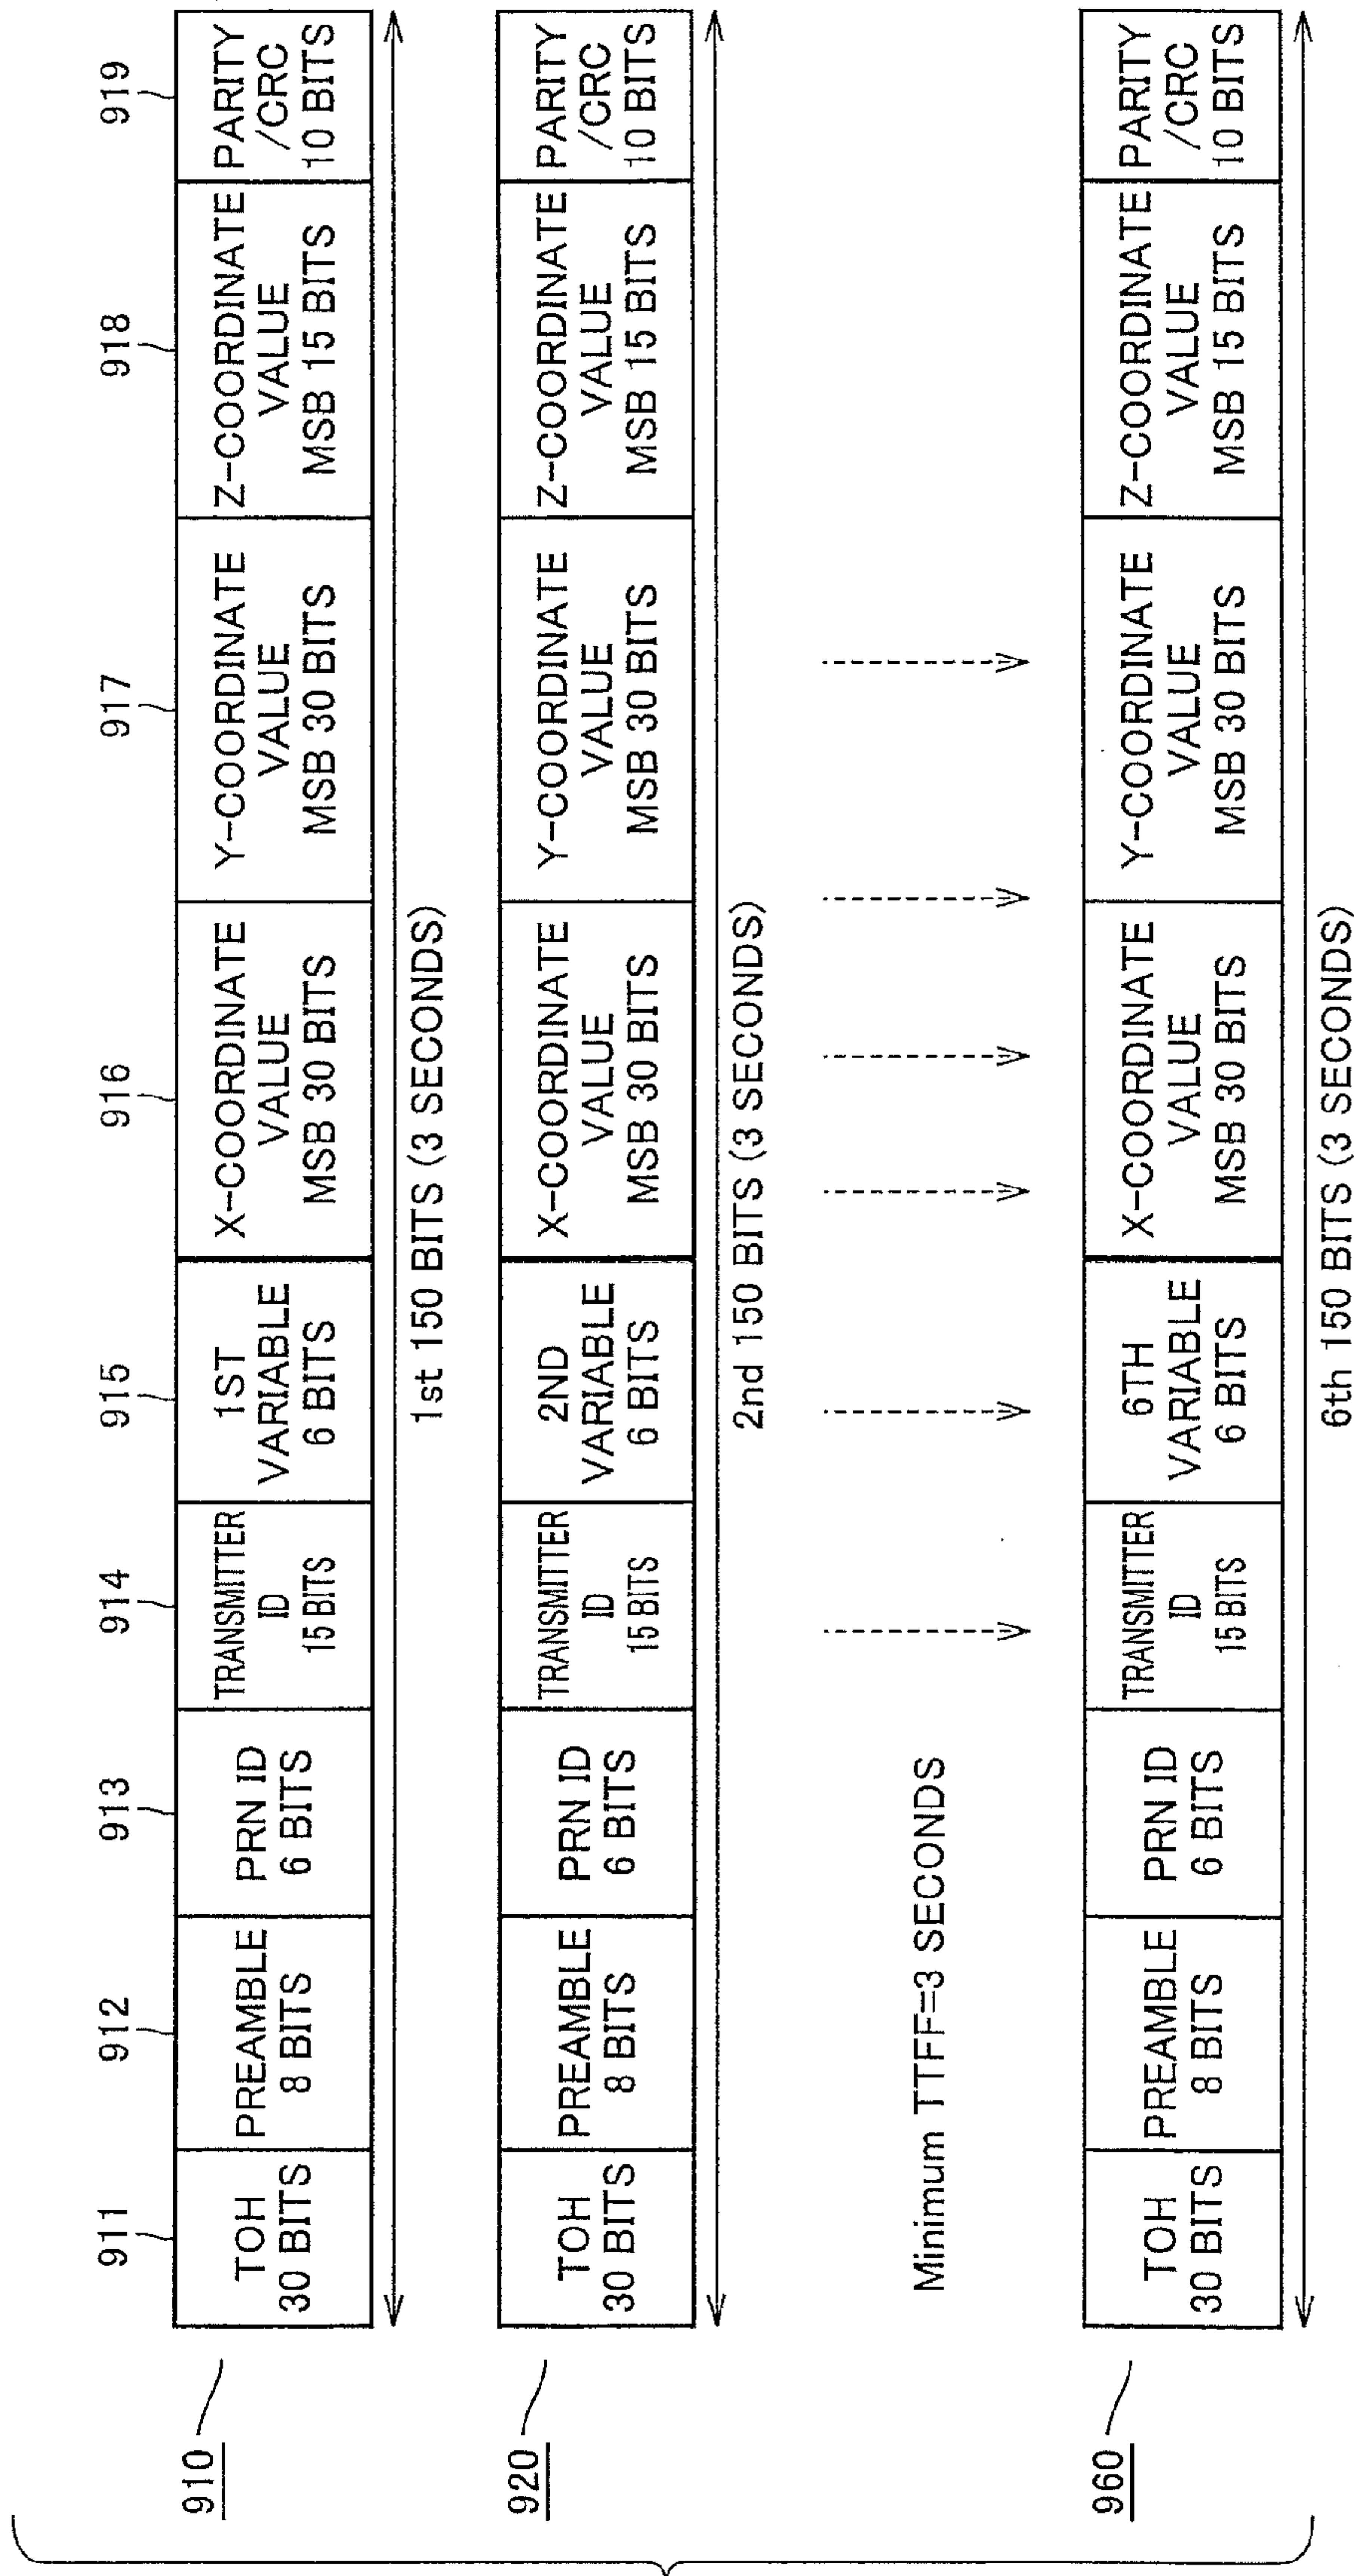 911
912
913
914
915
916
917
918
919
910
TOH
30 BITS
PREAMBLE
8 BITS
PRN ID
6 BITS
TRANSMITTER
ID
15 BITS
1ST
VARIABLE
6 BITS
X-COORDINATE
VALUE
MSB 30 BITS
Y-COORDINATE
VALUE
MSB 30 BITS
Z-COORDINATE
VALUE
MSB 15 BITS
PARITY
/CRC
10 BITS
1st 150 BITS (3 SECONDS)
920
TOH
30 BITS
PREAMBLE
8 BITS
PRN ID
6 BITS
TRANSMITTER
ID
15 BITS
2ND
VARIABLE
6 BITS
X-COORDINATE
VALUE
MSB 30 BITS
Y-COORDINATE
VALUE
MSB 30 BITS
Z-COORDINATE
VALUE
MSB 15 BITS
PARITY
/CRC
10 BITS
2nd 150 BITS (3 SECONDS)
Minimum TTFF=3 SECONDS
960
TOH
30 BITS
PREAMBLE
8 BITS
PRN ID
6 BITS
TRANSMITTER
ID
15 BITS
6TH
VARIABLE
6 BITS
X-COORDINATE
VALUE
MSB 30 BITS
Y-COORDINATE
VALUE
MSB 30 BITS
Z-COORDINATE
VALUE
MSB 15 BITS
PARITY
/CRC
10 BITS
6th 150 BITS (3 SECONDS)